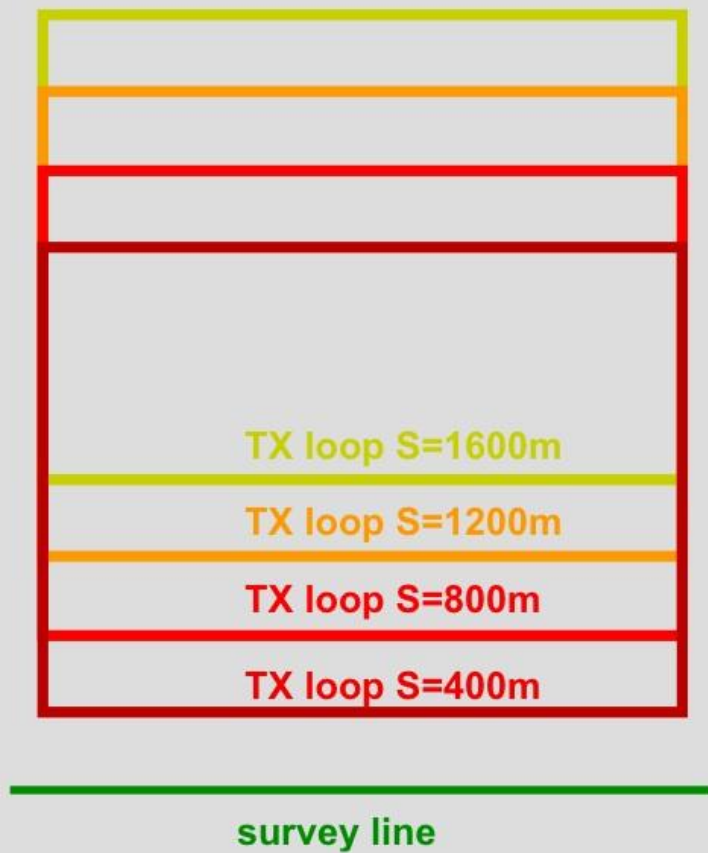 TX loop S=1600m
TX loop S=1200m
TX loop S=800m
TX loop S=400m
survey line